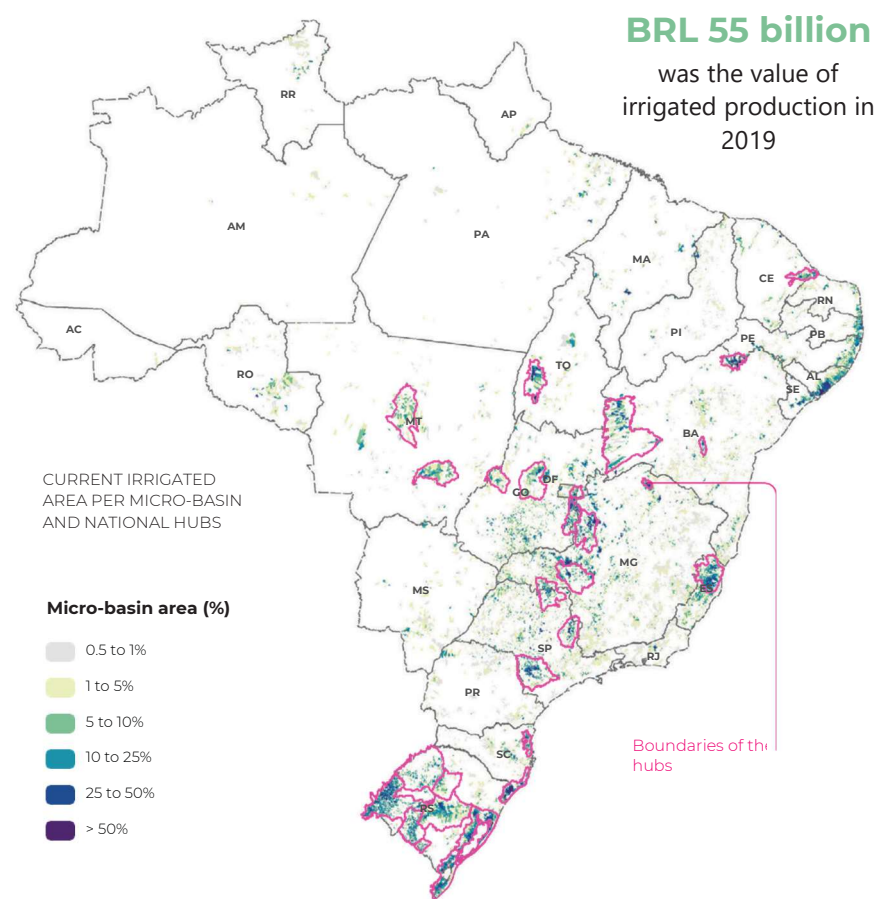 BRL 55 billion
was the value of
irrigated production in
2019
RR
AP
AM
PA
MA
CE
RN
PB
PI
PE
AL
SE
AC
RO
TO
MT
BA
GO
DF
MG
ES
MS
SP
RJ
PR
SC
RS
CURRENT IRRIGATED
AREA PER MICRO-BASIN
AND NATIONAL HUBS
Micro-basin area (%)
0.5 to 1%
1 to 5%
5 to 10%
10 to 25%
25 to 50%
> 50%
Boundaries of the
hubs